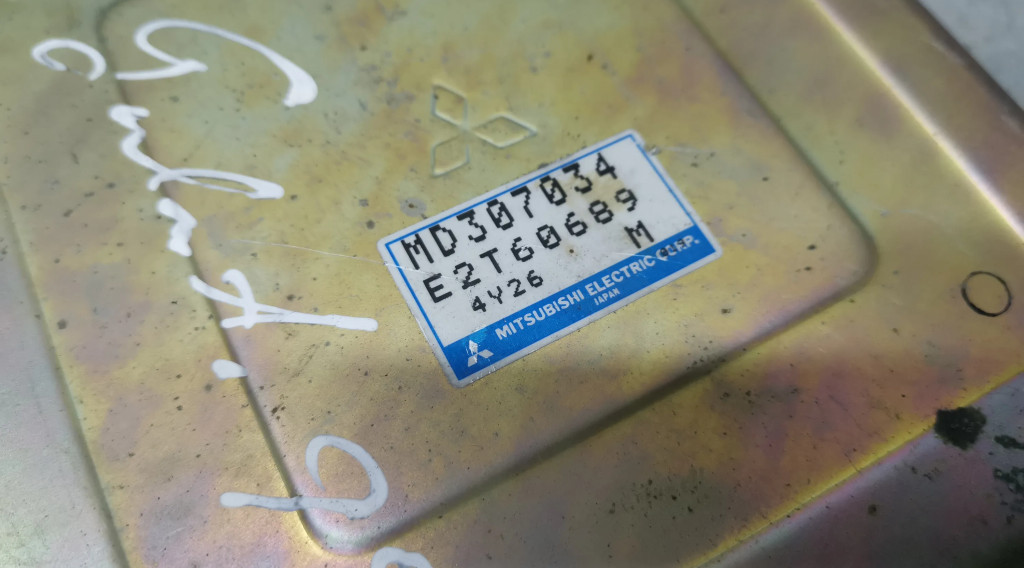 MD307034
E2T60689
4Y26 M
MITSUBISHI ELECTRIC CORP.
JAPAN